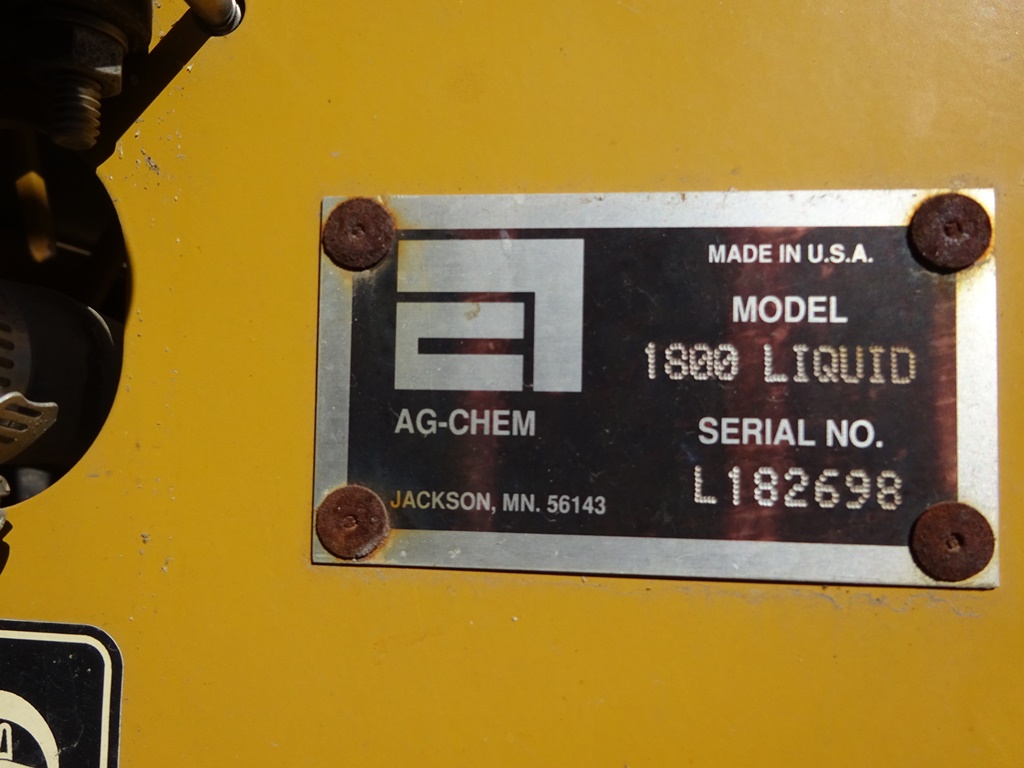 MADE IN U.S.A.
MODEL
1800 LIQUID
AG-CHEM
SERIAL NO.
L182698
JACKSON, MN. 56143